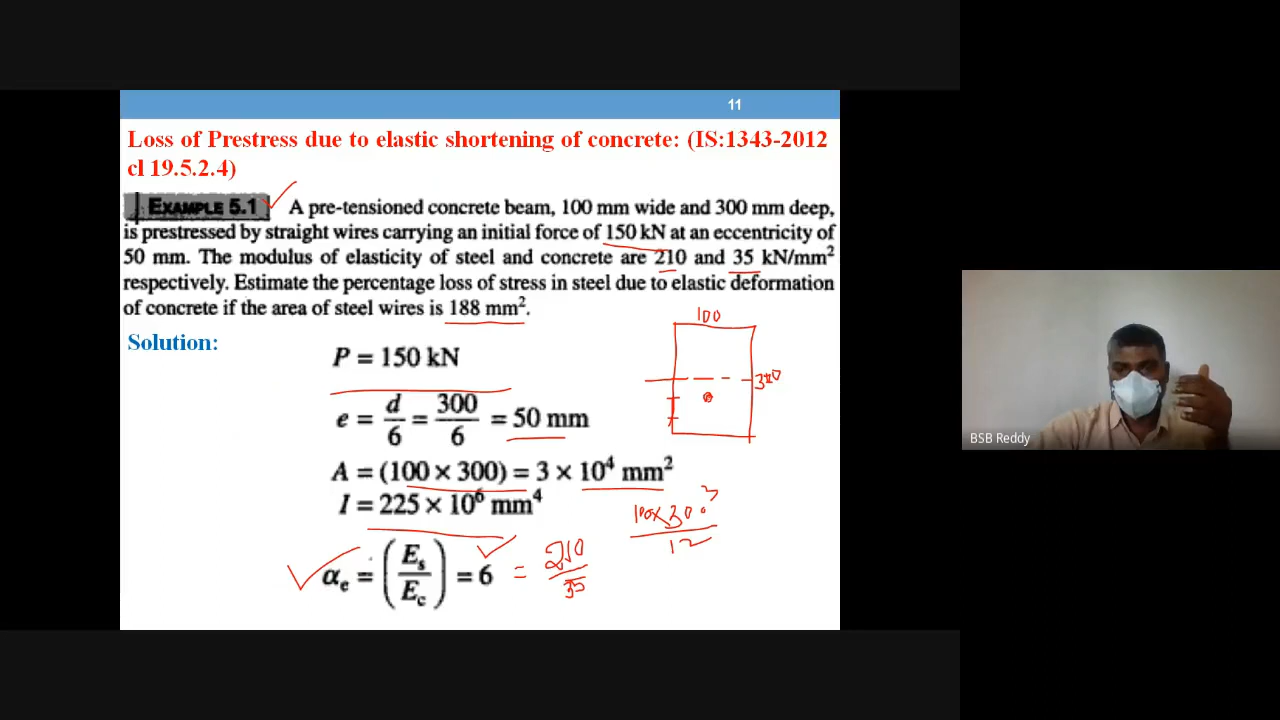 11
Loss of Prestress due to elastic shortening of concrete: (IS:1343-2012
cl 19.5.2.4)
EXAMPLE 5.1 A pre-tensioned concrete beam, 100 mm wide and 300 mm deep,
is prestressed by straight wires carrying an initial force of 150 kN at an eccentricity of
50 mm. The modulus of elasticity of steel and concrete are 210 and 35 kN/mm²
respectively. Estimate the percentage loss of stress in steel due to elastic deformation
of concrete if the area of steel wires is 188 mm².
Solution:
100
P = 150 kN
300
e = d/6 = 300/6 = 50 mm
A = (100 × 300) = 3 × 10⁴ mm²
I = 225 × 10⁶ mm⁴
100×300³/12
αe = (Es/Ec) = 6 = 210/35
BSB Reddy